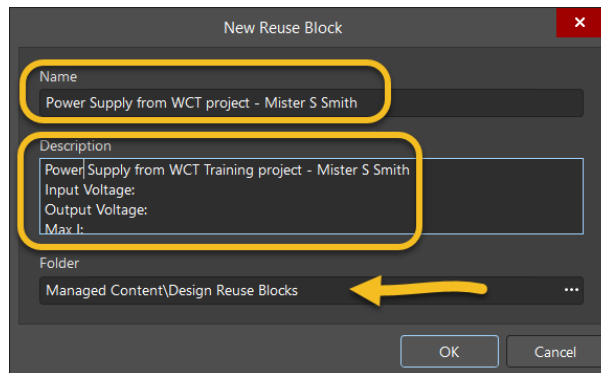 New Reuse Block
Name
Power Supply from WCT project - Mister S Smith
Description
Power Supply from WCT Training project - Mister S Smith
Input Voltage:
Output Voltage:
Max I:
Folder
Managed Content\Design Reuse Blocks
OK Cancel